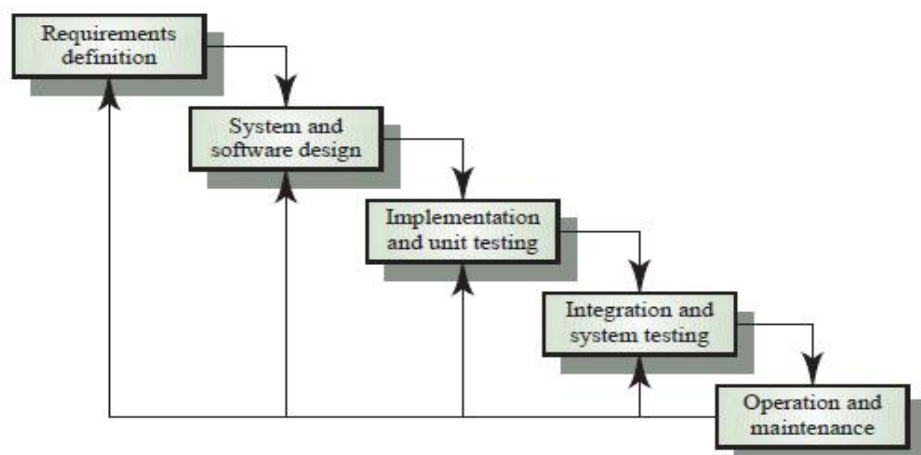 Requirements
definition
System and
software design
Implementation
and unit testing
Integration and
system testing
Operation and
maintenance